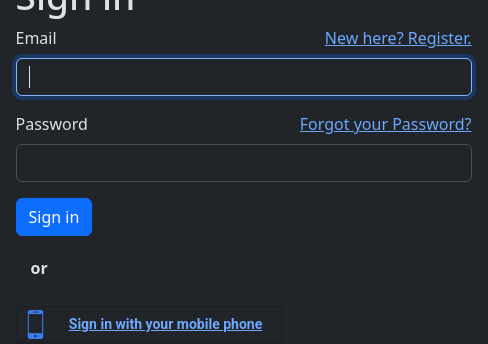 Sign in
Email
New here? Register.
Password
Forgot your Password?
Sign in
or
Sign in with your mobile phone